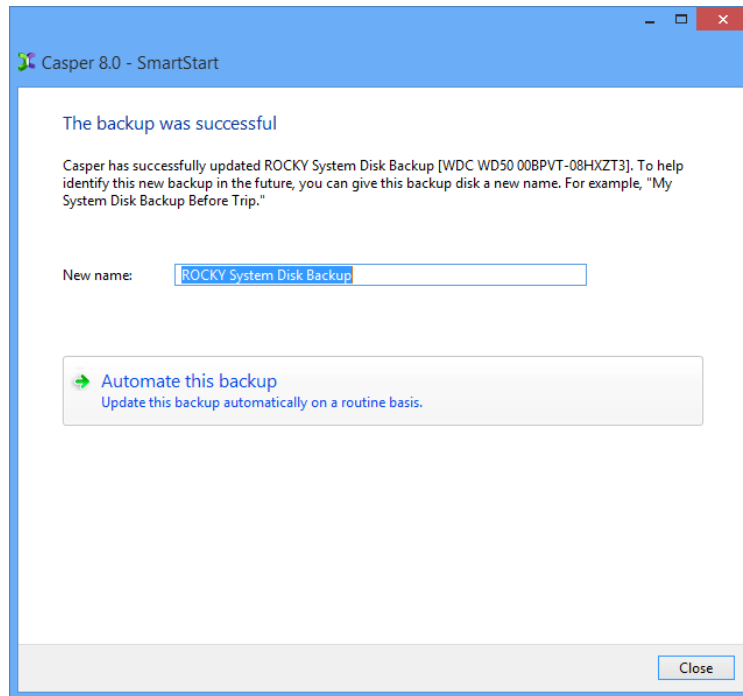 Casper 8.0 - SmartStart
The backup was successful
Casper has successfully updated ROCKY System Disk Backup [WDC WD50 00BPVT-08HXZT3]. To help
identify this new backup in the future, you can give this backup disk a new name. For example, "My
System Disk Backup Before Trip."
New name: ROCKY System Disk Backup
Automate this backup
Update this backup automatically on a routine basis.
Close